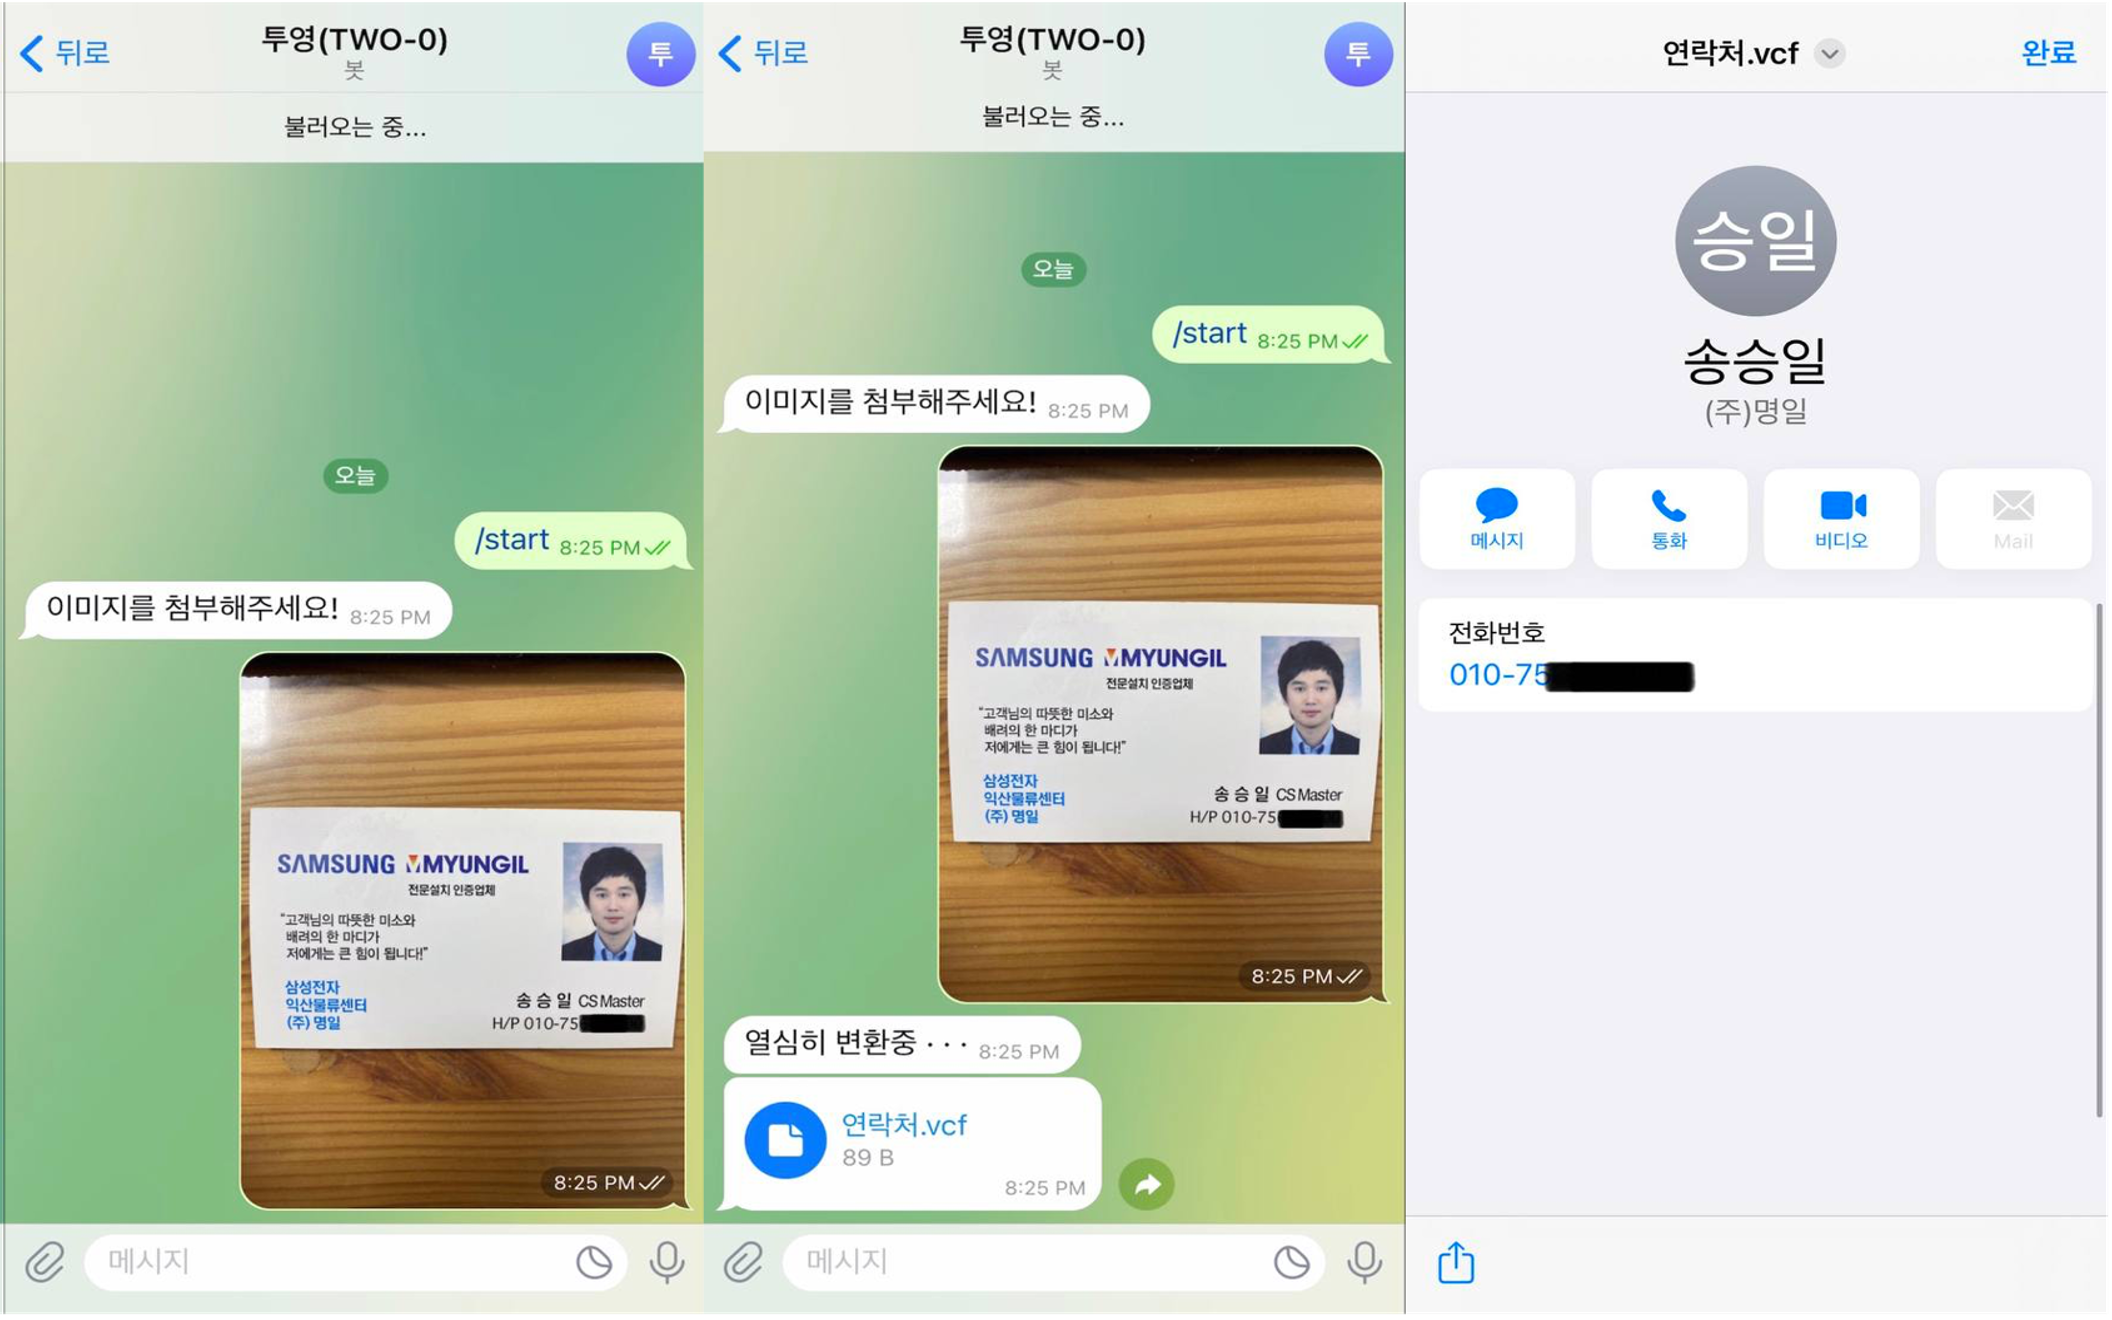 뒤로
투영(TWO-0)
봇
투
불러오는 중...
오늘
/start 8:25 PM
이미지를 첨부해주세요! 8:25 PM
SAMSUNG MYUNGIL
전문설치 인증업체
"고객님의 따뜻한 미소와
배려의 한 마디가
저에게는 큰 힘이 됩니다!"
삼성전자
익산물류센터
(주) 명일
송 승 일 CS Master
H/P 010-75
8:25 PM
메시지
뒤로
투영(TWO-0)
봇
투
불러오는 중...
오늘
/start 8:25 PM
이미지를 첨부해주세요! 8:25 PM
SAMSUNG MYUNGIL
전문설치 인증업체
"고객님의 따뜻한 미소와
배려의 한 마디가
저에게는 큰 힘이 됩니다!"
삼성전자
익산물류센터
(주) 명일
송 승 일 CS Master
H/P 010-75
8:25 PM
열심히 변환중 · · · 8:25 PM
연락처.vcf
89 B
8:25 PM
메시지
연락처.vcf
완료
승일
송승일
(주)명일
메시지
통화
비디오
Mail
전화번호
010-75